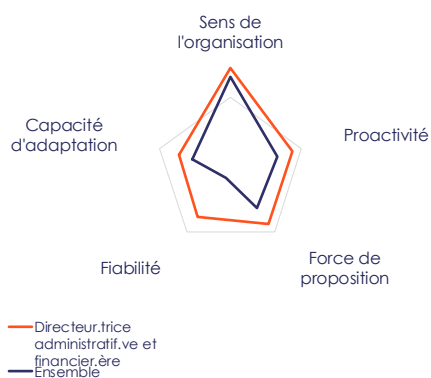 Sens de
l'organisation
Capacité
d'adaptation
Proactivité
Fiabilité
Force de
proposition
Directeur.trice
administratif.ve et
financier.ère
Ensemble